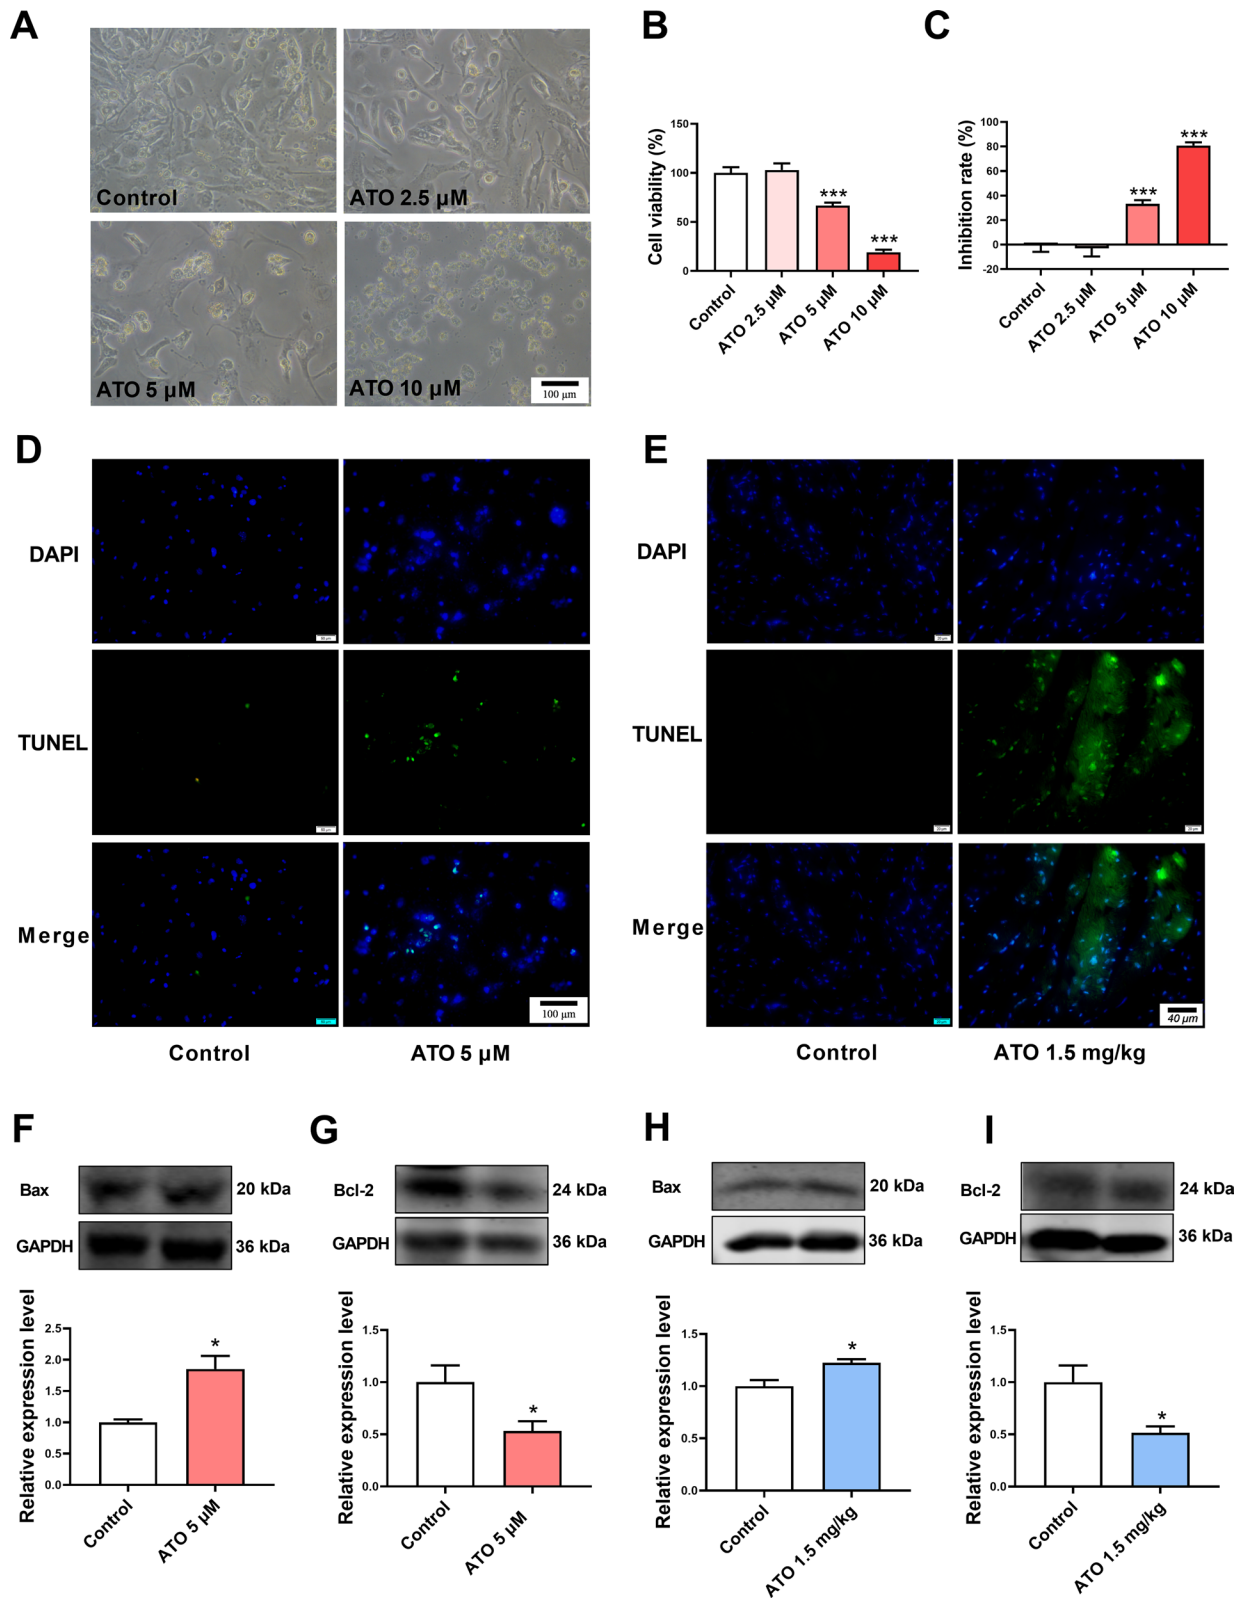 A
Control
ATO 2.5 μM
ATO 5 μM
ATO 10 μM
100 μm
B
Cell viability (%)
150
100
50
0
***
***
Control
ATO 2.5 μM
ATO 5 μM
ATO 10 μM
C
Inhibition rate (%)
100
80
60
40
20
0
-20
***
***
Control
ATO 2.5 μM
ATO 5 μM
ATO 10 μM
D
DAPI
TUNEL
Merge
100 μm
Control
ATO 5 μM
E
DAPI
TUNEL
Merge
40 μm
Control
ATO 1.5 mg/kg
F
Bax
20 kDa
GAPDH
36 kDa
Relative expression level
2.5
2.0
1.5
1.0
0.5
0.0
*
Control
ATO 5 μM
G
Bcl-2
24 kDa
GAPDH
36 kDa
Relative expression level
1.5
1.0
0.5
0.0
*
Control
ATO 5 μM
H
Bax
20 kDa
GAPDH
36 kDa
Relative expression level
1.5
1.0
0.5
0.0
*
Control
ATO 1.5 mg/kg
I
Bcl-2
24 kDa
GAPDH
36 kDa
Relative expression level
1.5
1.0
0.5
0.0
*
Control
ATO 1.5 mg/kg